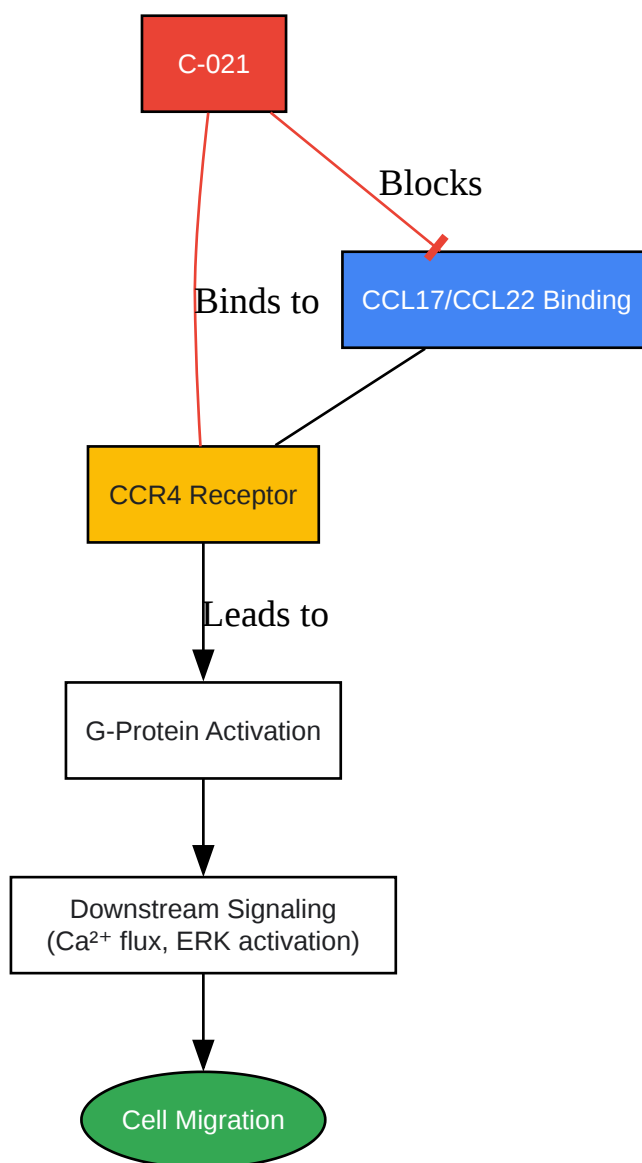 C-021
Blocks
Binds to
CCL17/CCL22 Binding
CCR4 Receptor
Leads to
G-Protein Activation
Downstream Signaling
(Ca²⁺ flux, ERK activation)
Cell Migration